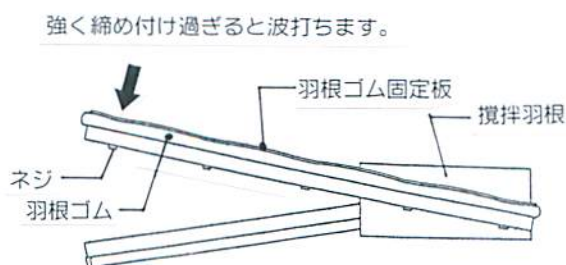 強く締め付け過ぎると波打ちます。
羽根ゴム固定板
撹拌羽根
ネジ
羽根ゴム